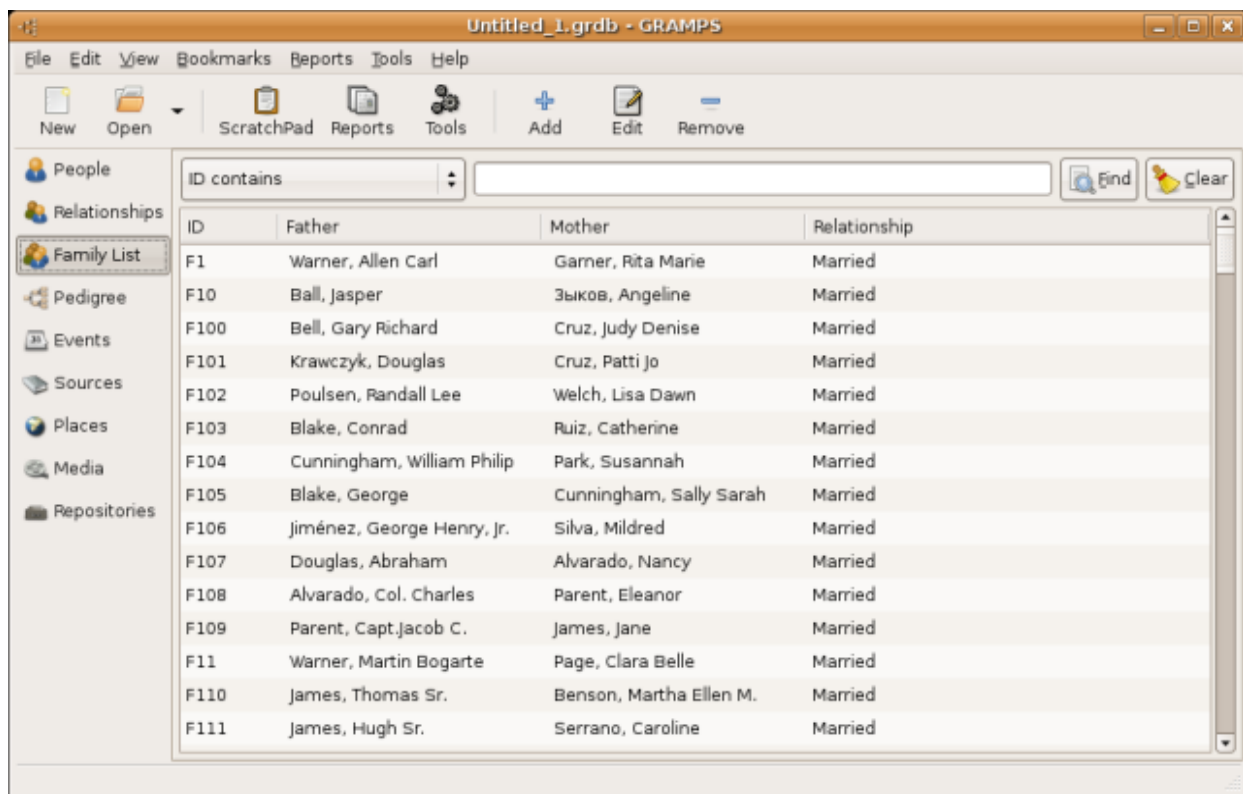 Untitled_1.grdb - GRAMPS
File Edit View Bookmarks Reports Tools Help
New Open ScratchPad Reports Tools Add Edit Remove
People
Relationships
Family List
Pedigree
Events
Sources
Places
Media
Repositories
ID contains Find Clear
ID Father Mother Relationship
F1 Warner, Allen Carl Garner, Rita Marie Married
F10 Ball, Jasper Зыков, Angeline Married
F100 Bell, Gary Richard Cruz, Judy Denise Married
F101 Krawczyk, Douglas Cruz, Patti Jo Married
F102 Poulsen, Randall Lee Welch, Lisa Dawn Married
F103 Blake, Conrad Ruiz, Catherine Married
F104 Cunningham, William Philip Park, Susannah Married
F105 Blake, George Cunningham, Sally Sarah Married
F106 Jiménez, George Henry, Jr. Silva, Mildred Married
F107 Douglas, Abraham Alvarado, Nancy Married
F108 Alvarado, Col. Charles Parent, Eleanor Married
F109 Parent, Capt.Jacob C. James, Jane Married
F11 Warner, Martin Bogarte Page, Clara Belle Married
F110 James, Thomas Sr. Benson, Martha Ellen M. Married
F111 James, Hugh Sr. Serrano, Caroline Married